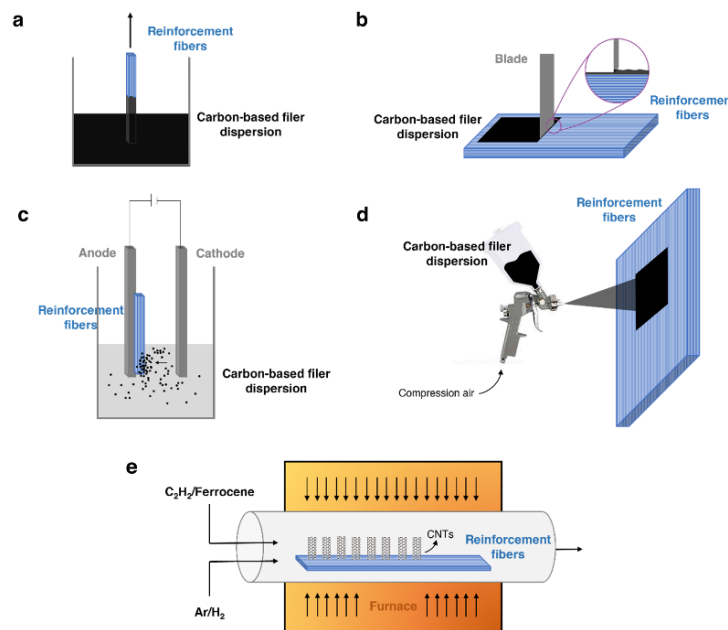 a
Reinforcement
fibers
Carbon-based filer
dispersion
b
Blade
Carbon-based filer
dispersion
Reinforcement
fibers
c
Anode
Cathode
Reinforcement
fibers
Carbon-based filer
dispersion
d
Reinforcement
fibers
Carbon-based filer
dispersion
Compression air
e
C₂H₂/Ferrocene
CNTs
Reinforcement
fibers
Ar/H₂
Furnace